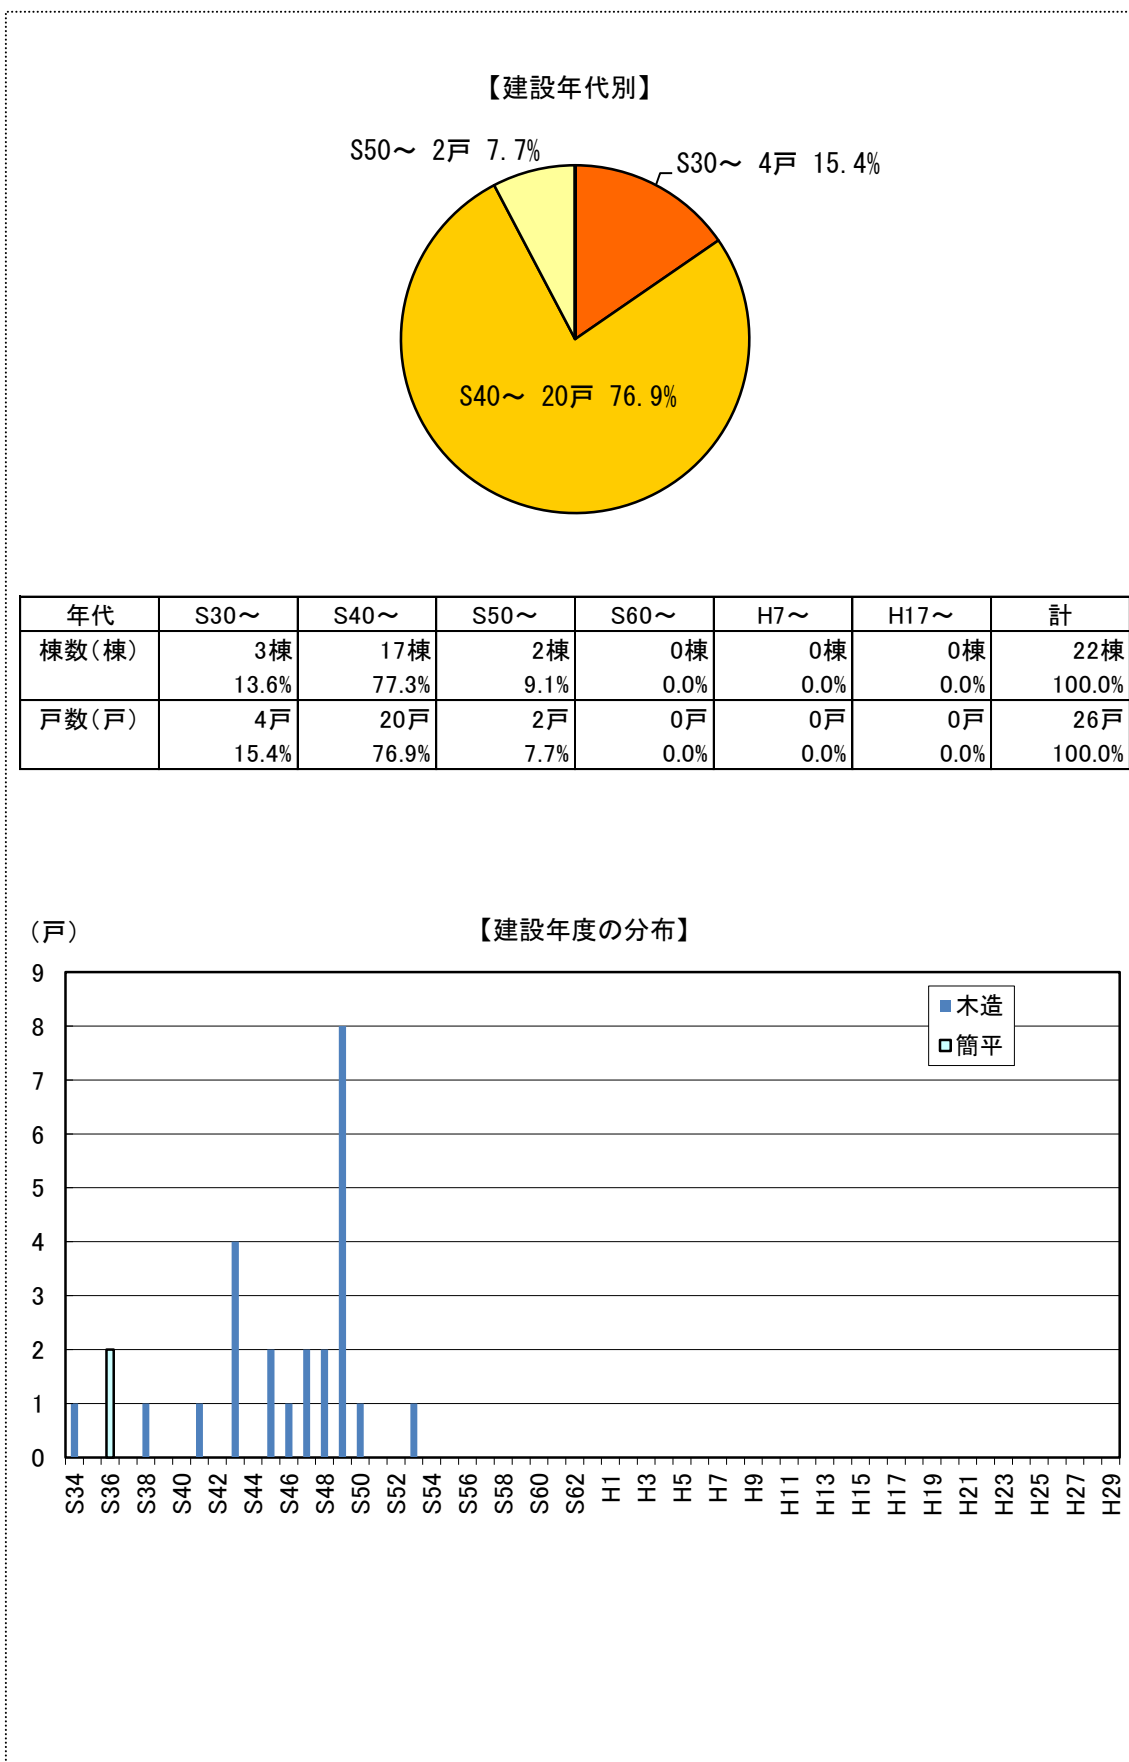 【建設年代別】
S50～ 2戸 7.7%
S30～ 4戸 15.4%
S40～ 20戸 76.9%
年代 S30～ S40～ S50～ S60～ H7～ H17～ 計
棟数（棟） 3棟 17棟 2棟 0棟 0棟 0棟 22棟
13.6% 77.3% 9.1% 0.0% 0.0% 0.0% 100.0%
戸数（戸） 4戸 20戸 2戸 0戸 0戸 0戸 26戸
15.4% 76.9% 7.7% 0.0% 0.0% 0.0% 100.0%
（戸）
【建設年度の分布】
9
8
7
6
5
4
3
2
1
0
木造
簡平
S34 S36 S38 S40 S42 S44 S46 S48 S50 S52 S54 S56 S58 S60 S62 H1 H3 H5 H7 H9 H11 H13 H15 H17 H19 H21 H23 H25 H27 H29